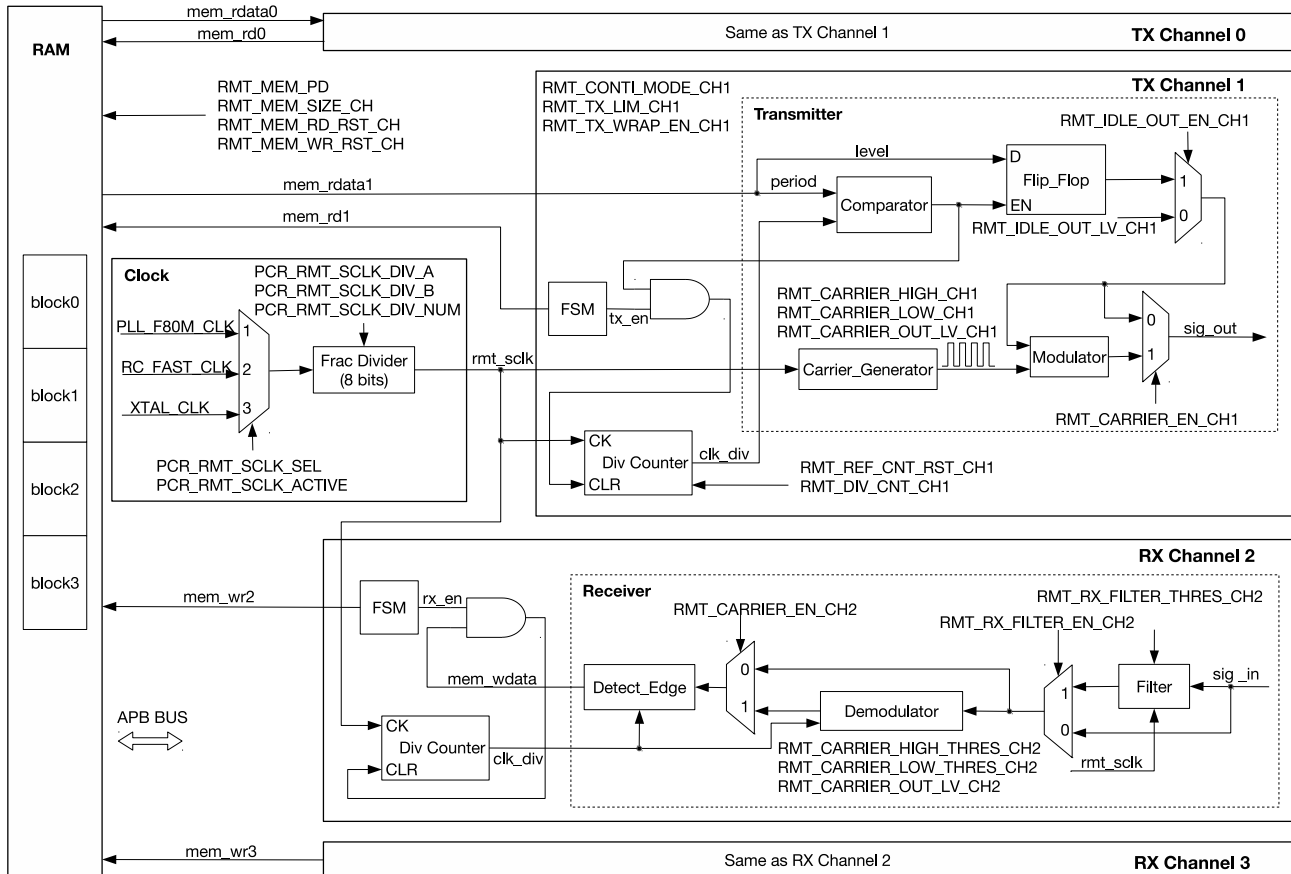 mem_rdata0
mem_rd0
Same as TX Channel 1
TX Channel 0
RAM
RMT_MEM_PD
RMT_MEM_SIZE_CH
RMT_MEM_RD_RST_CH
RMT_MEM_WR_RST_CH
mem_rdata1
mem_rd1
block0
block1
block2
block3
APB BUS
Clock
PCR_RMT_SCLK_DIV_A
PCR_RMT_SCLK_DIV_B
PCR_RMT_SCLK_DIV_NUM
PLL_F80M_CLK
1
RC_FAST_CLK
2
XTAL_CLK
3
Frac Divider
(8 bits)
rmt_sclk
PCR_RMT_SCLK_SEL
PCR_RMT_SCLK_ACTIVE
TX Channel 1
RMT_CONTI_MODE_CH1
RMT_TX_LIM_CH1
RMT_TX_WRAP_EN_CH1
Transmitter
RMT_IDLE_OUT_EN_CH1
level
period
Comparator
D
Flip_Flop
EN
1
0
RMT_IDLE_OUT_LV_CH1
FSM
tx_en
RMT_CARRIER_HIGH_CH1
RMT_CARRIER_LOW_CH1
RMT_CARRIER_OUT_LV_CH1
Carrier_Generator
Modulator
0
1
sig_out
RMT_CARRIER_EN_CH1
CK
Div Counter
CLR
clk_div
RMT_REF_CNT_RST_CH1
RMT_DIV_CNT_CH1
RX Channel 2
mem_wr2
FSM
rx_en
Receiver
RMT_CARRIER_EN_CH2
RMT_RX_FILTER_THRES_CH2
RMT_RX_FILTER_EN_CH2
mem_wdata
Detect_Edge
0
1
Demodulator
1
0
Filter
sig_in
rmt_sclk
CK
Div Counter
CLR
clk_div
RMT_CARRIER_HIGH_THRES_CH2
RMT_CARRIER_LOW_THRES_CH2
RMT_CARRIER_OUT_LV_CH2
mem_wr3
Same as RX Channel 2
RX Channel 3